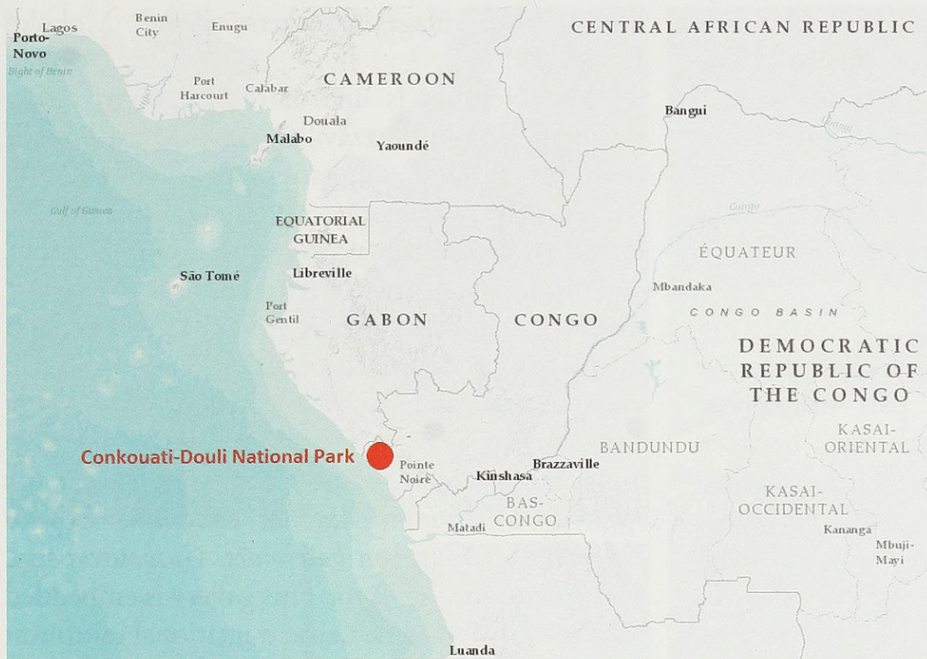 Lagos
Porto-
Novo
Benin
City
Enugu
CENTRAL AFRICAN REPUBLIC
Bight of Benin
Niger
Port
Harcourt
Calabar
CAMEROON
Bangui
Douala
Malabo
Yaoundé
Ubangi
Gulf of Guinea
EQUATORIAL
GUINEA
Congo
ÉQUATEUR
São Tomé
Libreville
Mbandaka
Port
Gentil
GABON
CONGO
CONGO BASIN
DEMOCRATIC
REPUBLIC OF
THE CONGO
KASAI-
ORIENTAL
BANDUNDU
Conkouati-Douli National Park
Pointe
Noire
Kinshasa
Brazzaville
BAS-
CONGO
KASAI-
OCCIDENTAL
Matadi
Kananga
Mbuji-
Mayi
Luanda